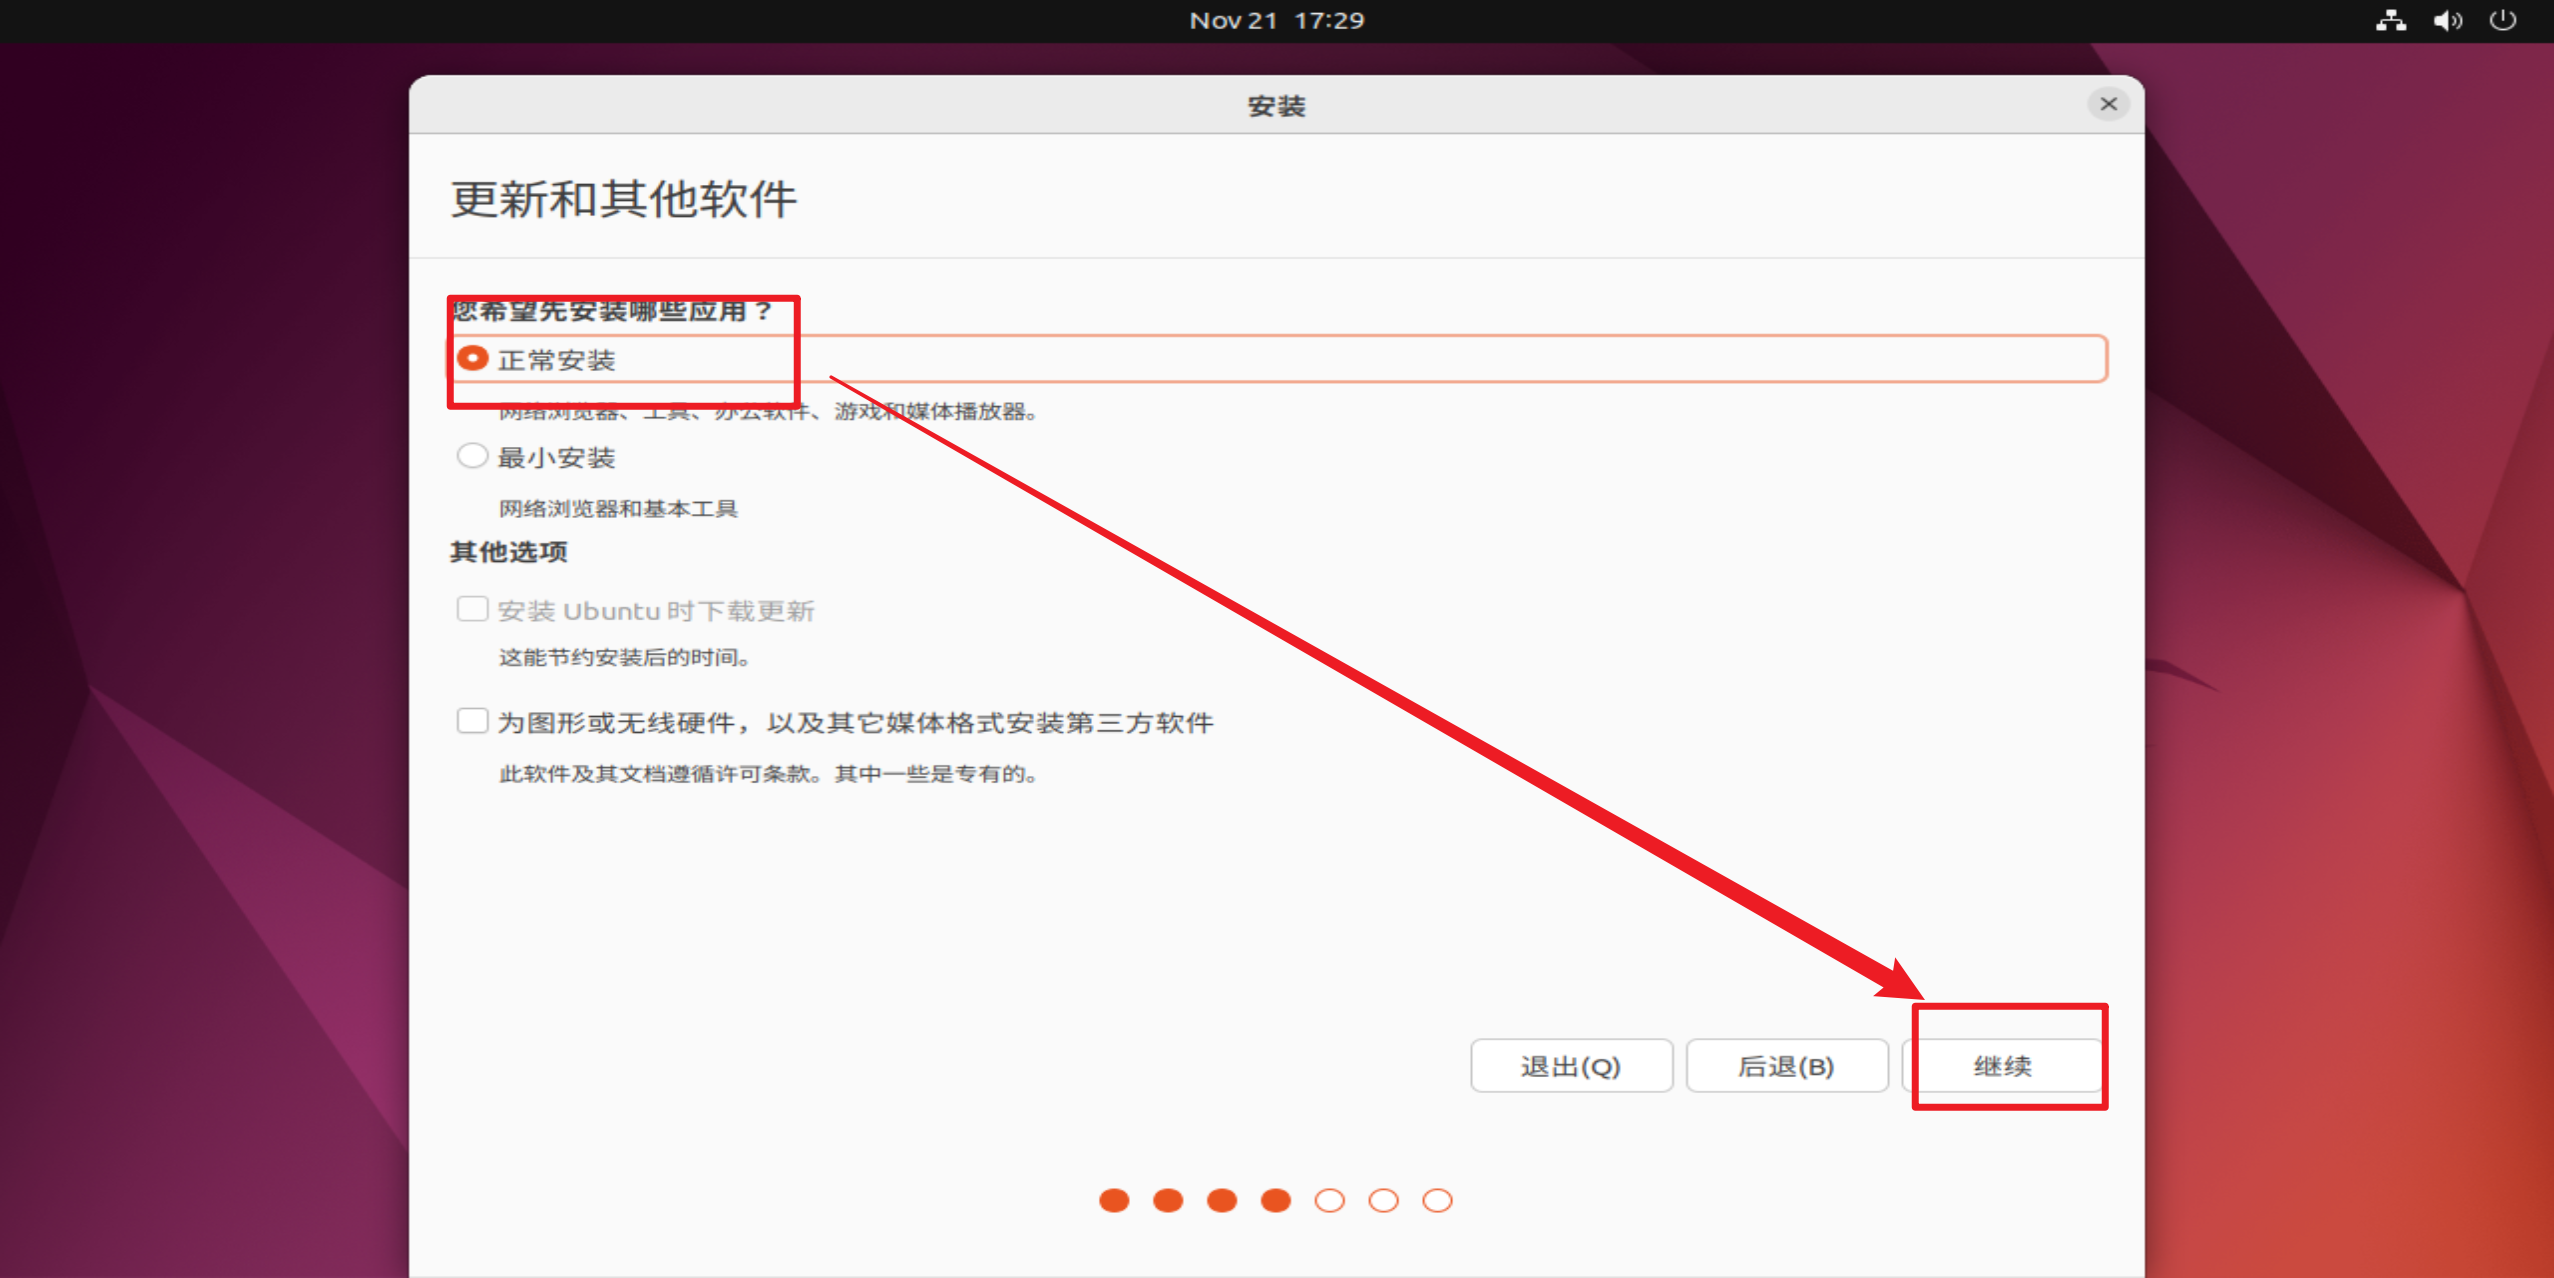 Nov 21 17:29
安装
更新和其他软件
您希望先安装哪些应用？
正常安装
网络浏览器、工具、办公软件、游戏和媒体播放器。
最小安装
网络浏览器和基本工具
其他选项
安装 Ubuntu 时下载更新
这能节约安装后的时间。
为图形或无线硬件，以及其它媒体格式安装第三方软件
此软件及其文档遵循许可条款。其中一些是专有的。
退出(Q) 后退(B) 继续